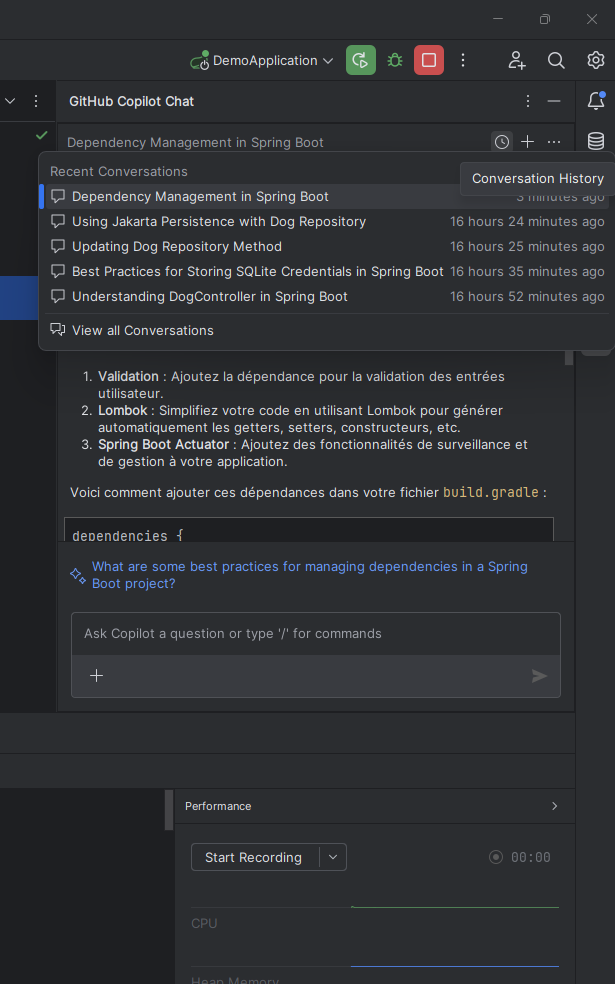 DemoApplication
GitHub Copilot Chat
Dependency Management in Spring Boot
Conversation History
Recent Conversations
Dependency Management in Spring Boot 3 minutes ago
Using Jakarta Persistence with Dog Repository 16 hours 24 minutes ago
Updating Dog Repository Method 16 hours 25 minutes ago
Best Practices for Storing SQLite Credentials in Spring Boot 16 hours 35 minutes ago
Understanding DogController in Spring Boot 16 hours 52 minutes ago
View all Conversations
1. Validation : Ajoutez la dépendance pour la validation des entrées
utilisateur.
2. Lombok : Simplifiez votre code en utilisant Lombok pour générer
automatiquement les getters, setters, constructeurs, etc.
3. Spring Boot Actuator : Ajoutez des fonctionnalités de surveillance et
de gestion à votre application.
Voici comment ajouter ces dépendances dans votre fichier build.gradle :
dependencies {
What are some best practices for managing dependencies in a Spring
Boot project?
Ask Copilot a question or type '/' for commands
Performance
Start Recording 00:00
CPU
Heap Memory